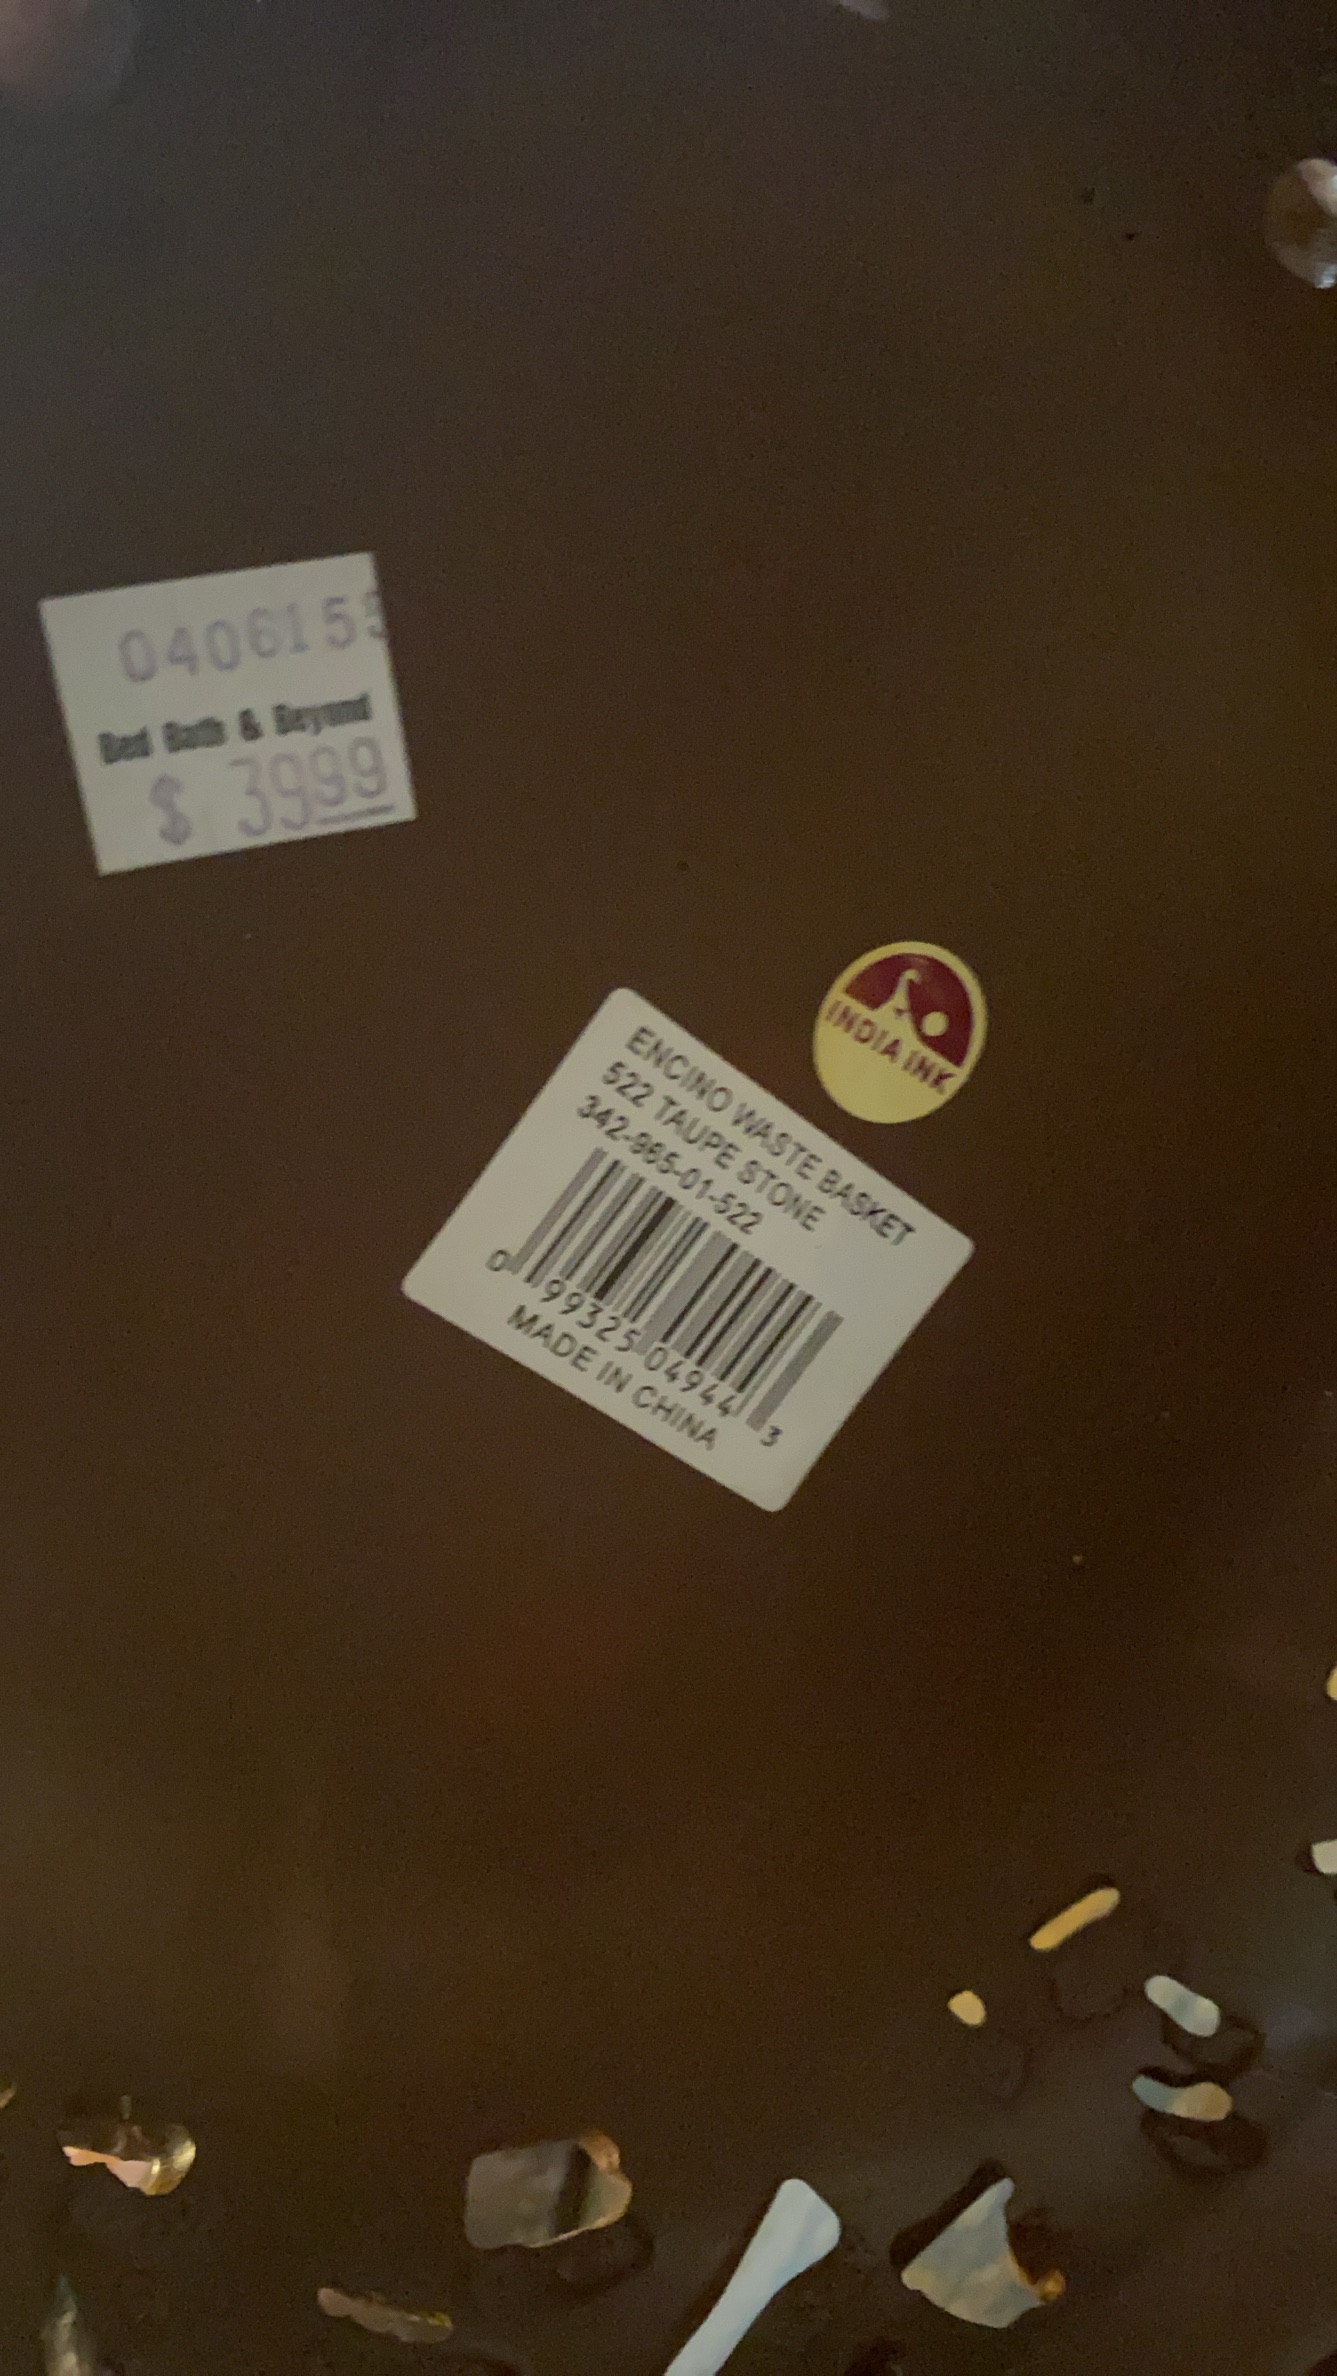 040615
Bed Bath & Beyond
$ 3999
INDIA INK
ENCINO WASTE BASKET
522 TAUPE STONE
342-965-01-522
0 99325 04944 3
MADE IN CHINA